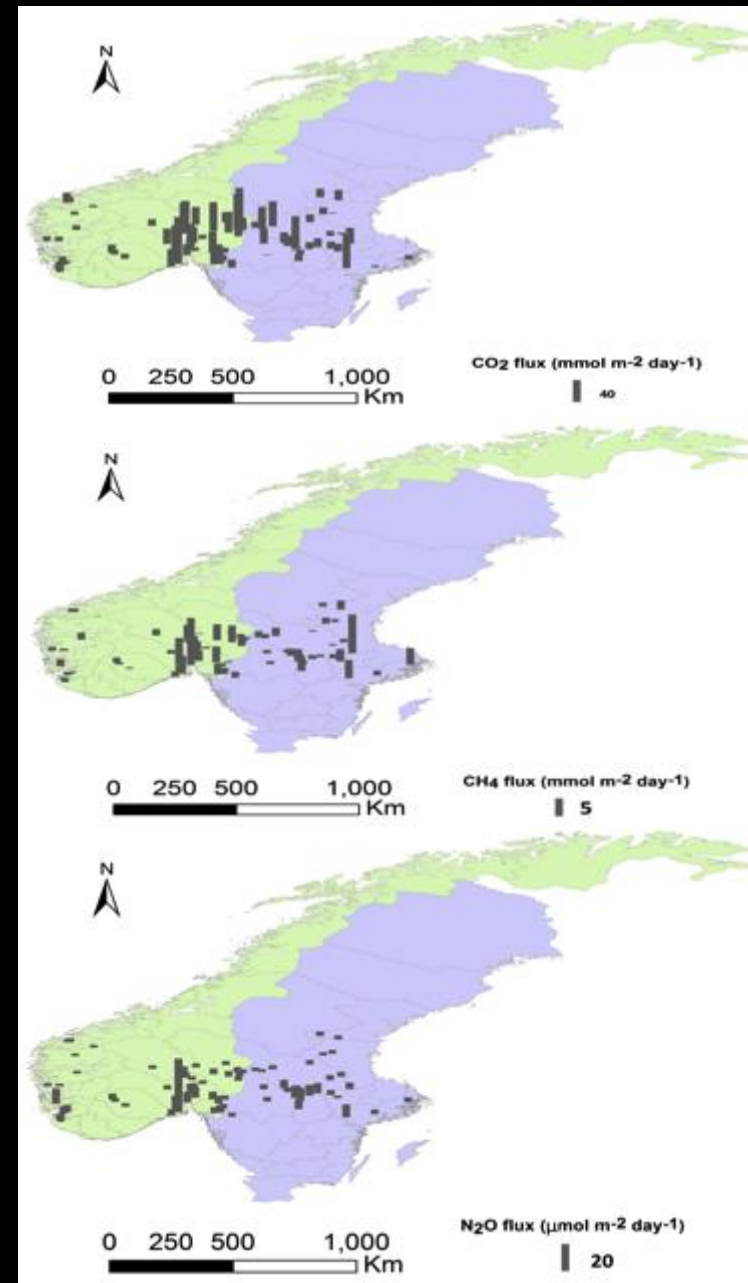 N
CO2 flux (mmol m-2 day-1)
0 250 500 1,000
Km
40
N
CH4 flux (mmol m-2 day-1)
0 250 500 1,000
Km
5
N
N2O flux (μmol m-2 day-1)
0 250 500 1,000
Km
20